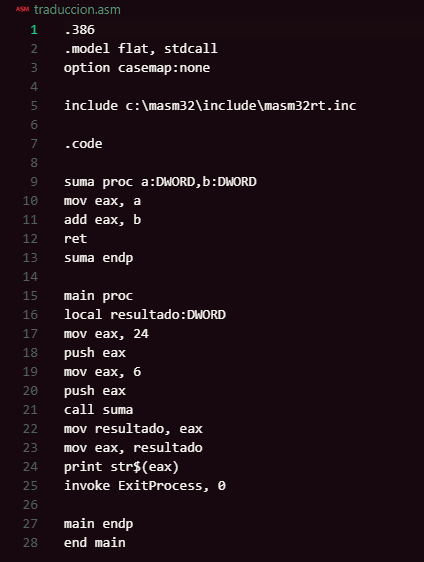 ASM traduccion.asm
1 .386
2 .model flat, stdcall
3 option casemap:none
4
5 include c:\masm32\include\masm32rt.inc
6
7 .code
8
9 suma proc a:DWORD,b:DWORD
10 mov eax, a
11 add eax, b
12 ret
13 suma endp
14
15 main proc
16 local resultado:DWORD
17 mov eax, 24
18 push eax
19 mov eax, 6
20 push eax
21 call suma
22 mov resultado, eax
23 mov eax, resultado
24 print str$(eax)
25 invoke ExitProcess, 0
26
27 main endp
28 end main